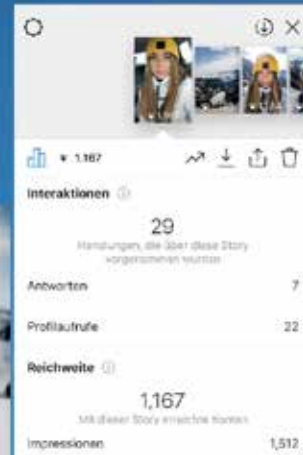 1.167
Interaktionen
29
Handlungen, die über diese Story
vorgenommen wurden
Antworten 7
Profilaufrufe 22
Reichweite
1,167
Mit dieser Story erreichte Konten
Impressionen 1,512